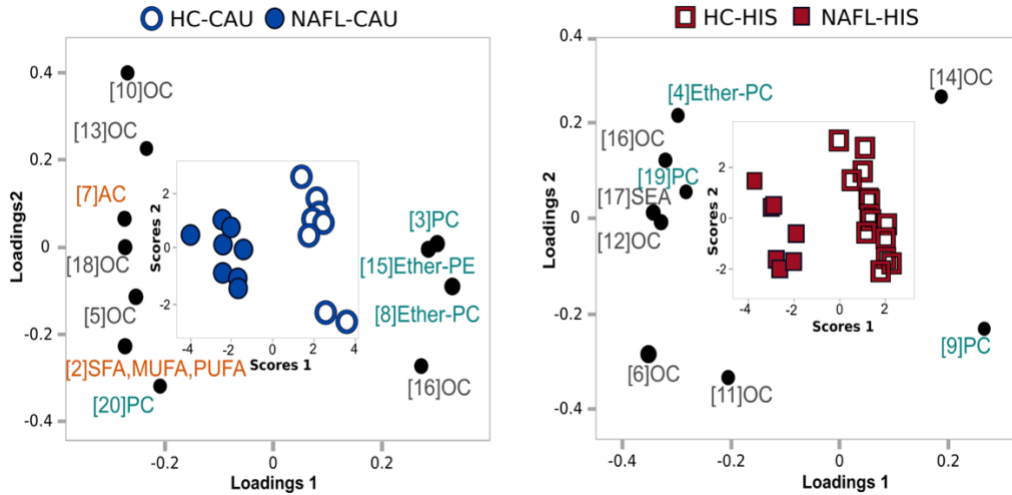 HC-CAU NAFL-CAU
0.4
0.2
0
-0.2
-0.4
Loadings2
[10]OC
[13]OC
[7]AC
[18]OC
[5]OC
[2]SFA,MUFA,PUFA
[20]PC
[3]PC
[15]Ether-PE
[8]Ether-PC
[16]OC
Scores 2
2
0
-2
-4 -2 0 2 4
Scores 1
-0.2 0 0.2
Loadings 1
HC-HIS NAFL-HIS
0.4
0.2
0
-0.2
-0.4
Loadings 2
[14]OC
[4]Ether-PC
[16]OC
[19]PC
[17]SEA
[12]OC
[6]OC
[11]OC
[9]PC
Scores 2
2
0
-2
-4 -2 0 2
Scores 1
-0.4 -0.2 0 0.2
Loadings 1